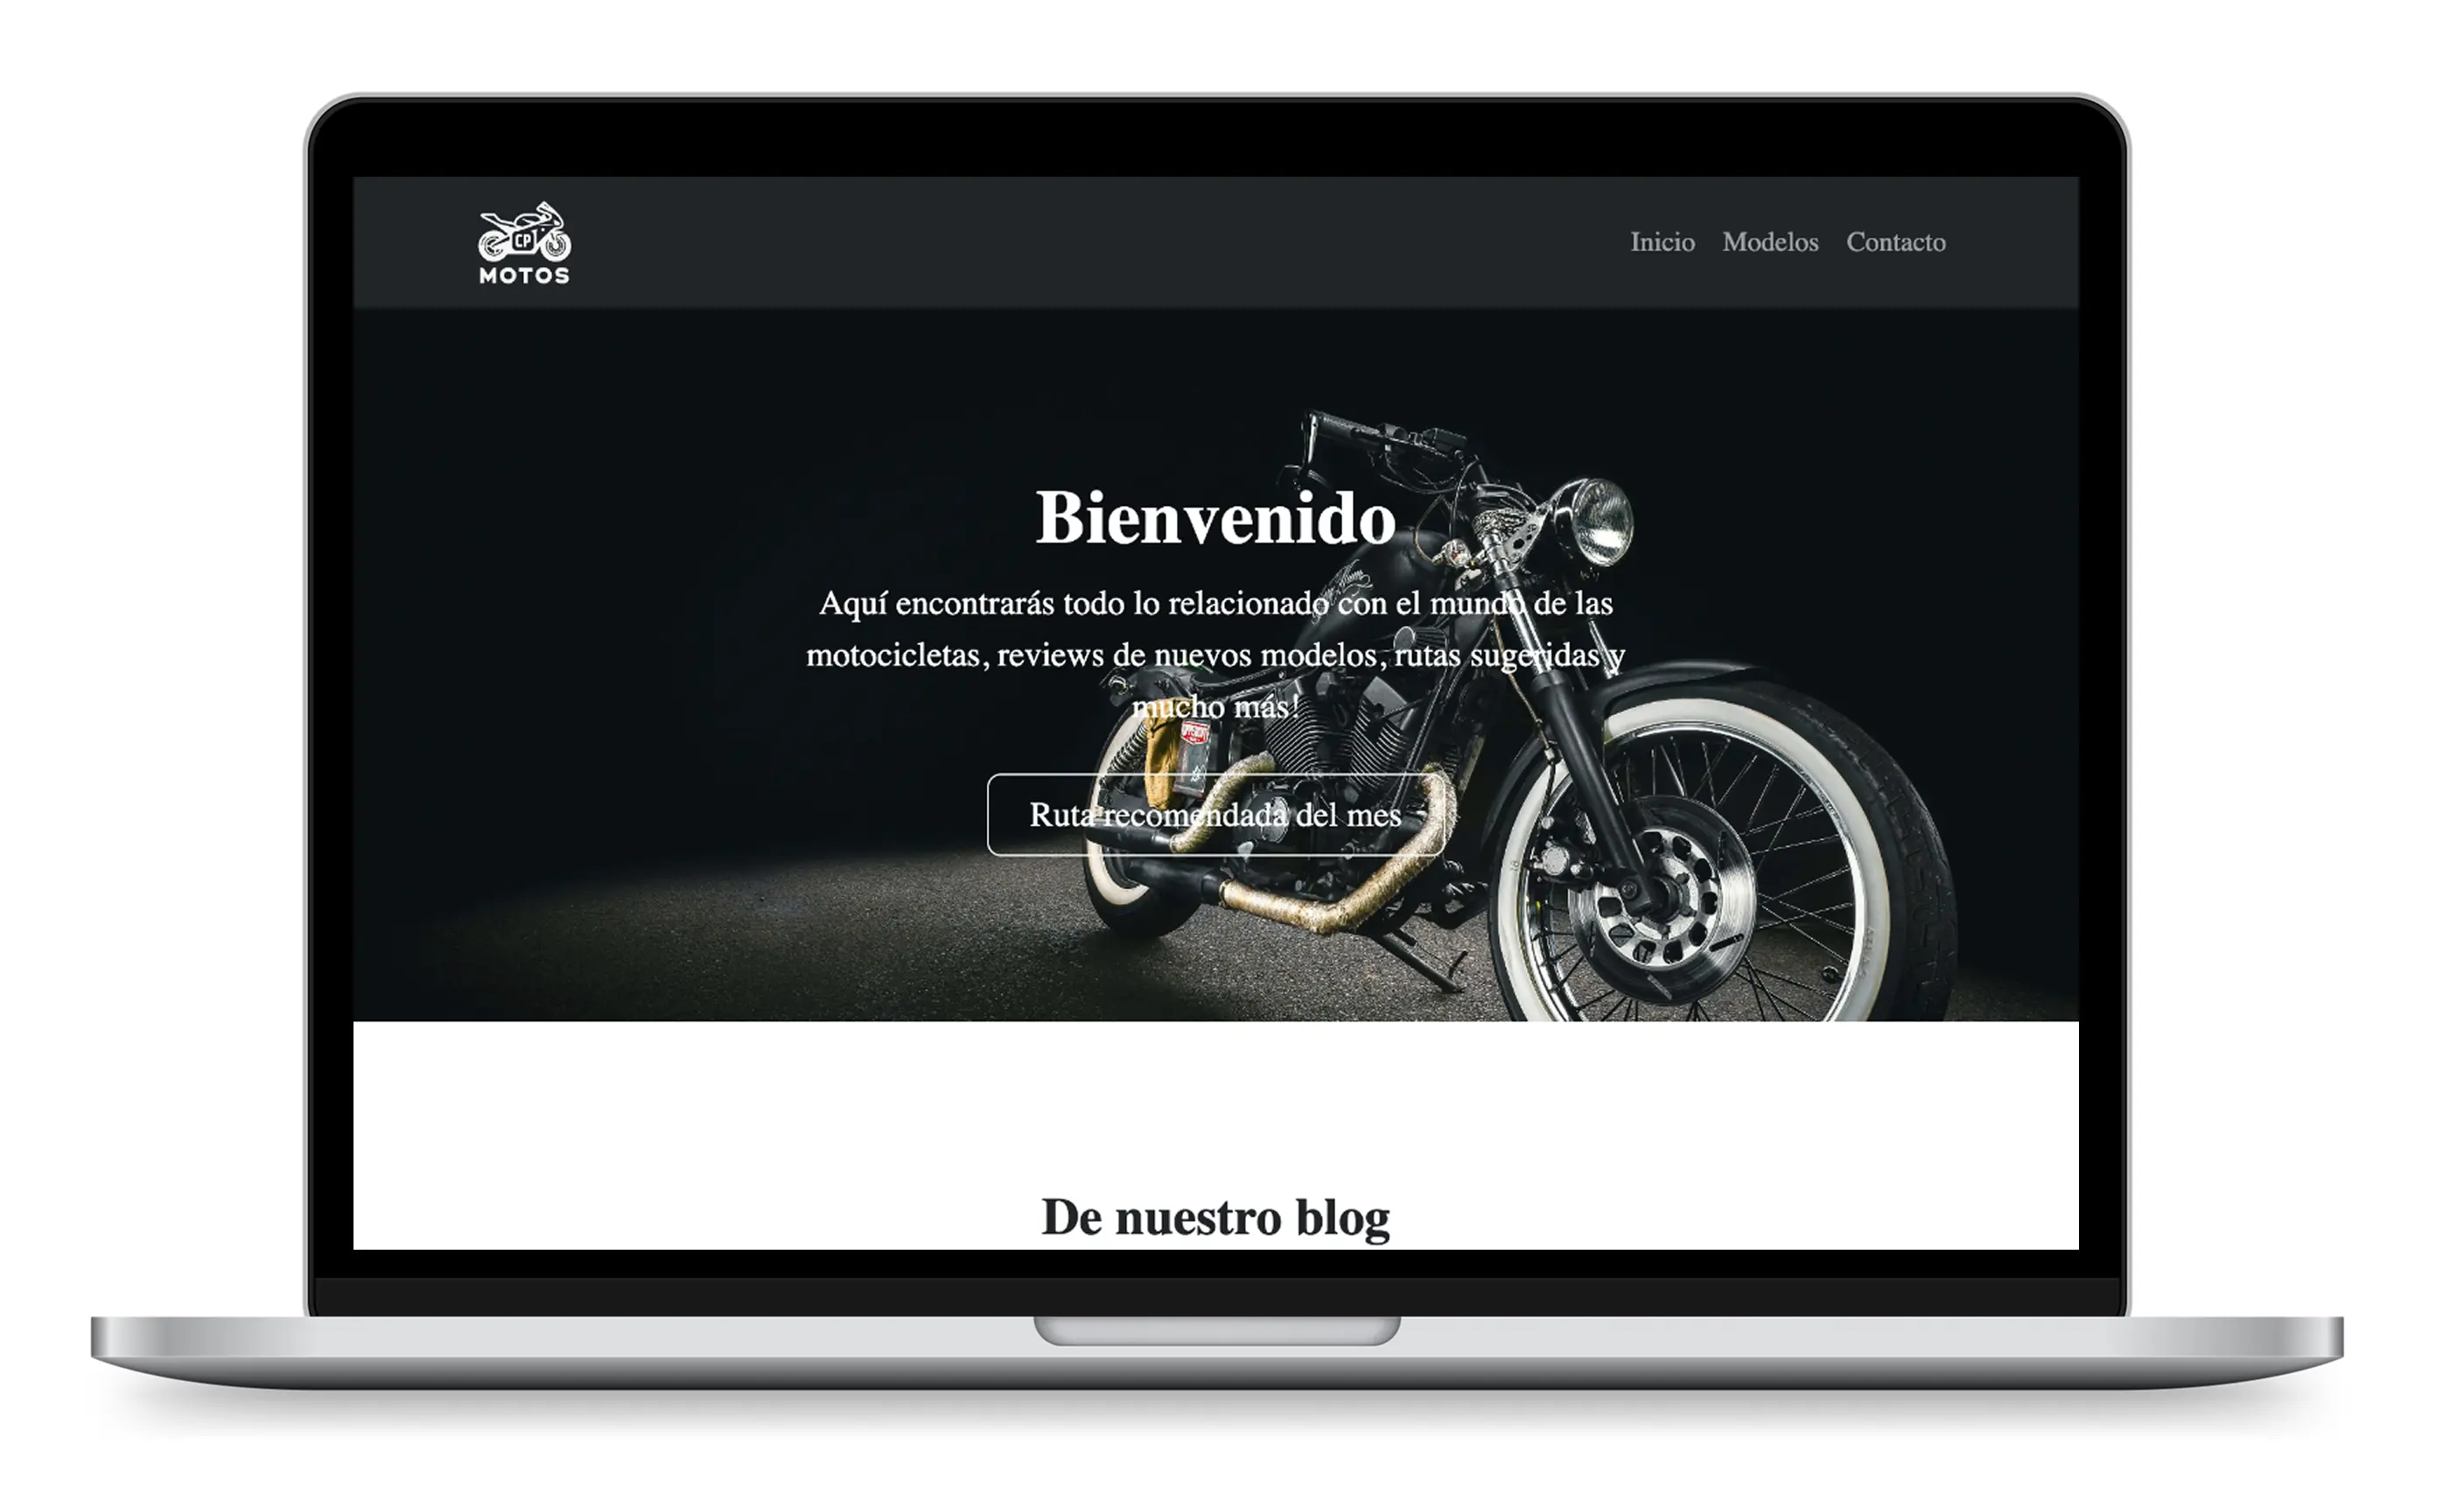 CP
MOTOS
Inicio Modelos Contacto
Bienvenido
Aquí encontrarás todo lo relacionado con el mundo de las
motocicletas, reviews de nuevos modelos, rutas sugeridas y
mucho más!
Ruta recomendada del mes
De nuestro blog